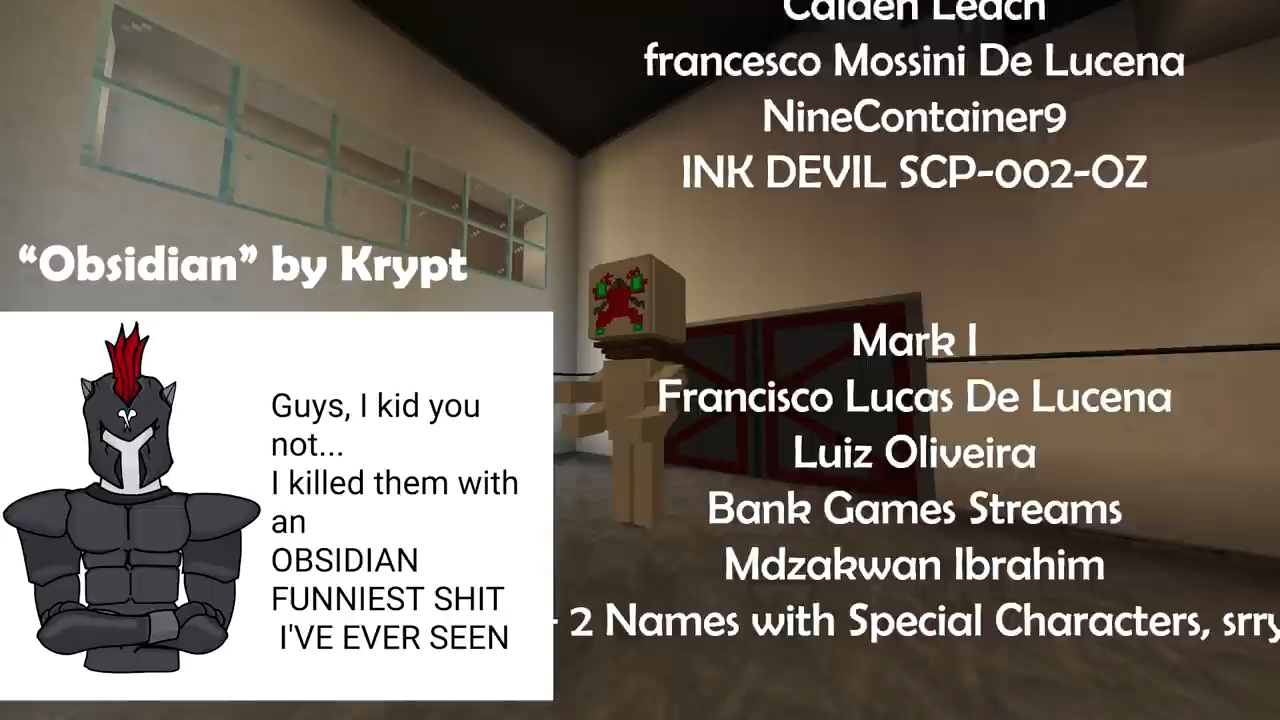 Caiden Leach
francesco Mossini De Lucena
NineContainer9
INK DEVIL SCP-002-OZ
“Obsidian” by Krypt
Guys, I kid you
not...
I killed them with
an
OBSIDIAN
FUNNIEST SHIT
I'VE EVER SEEN
Mark I
Francisco Lucas De Lucena
Luiz Oliveira
Bank Games Streams
Mdzakwan Ibrahim
- 2 Names with Special Characters, srry